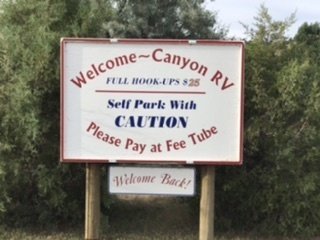 Welcome~Canyon RV
FULL HOOK-UPS $25
Self Park With
CAUTION
Please Pay at Fee Tube
Welcome Back!